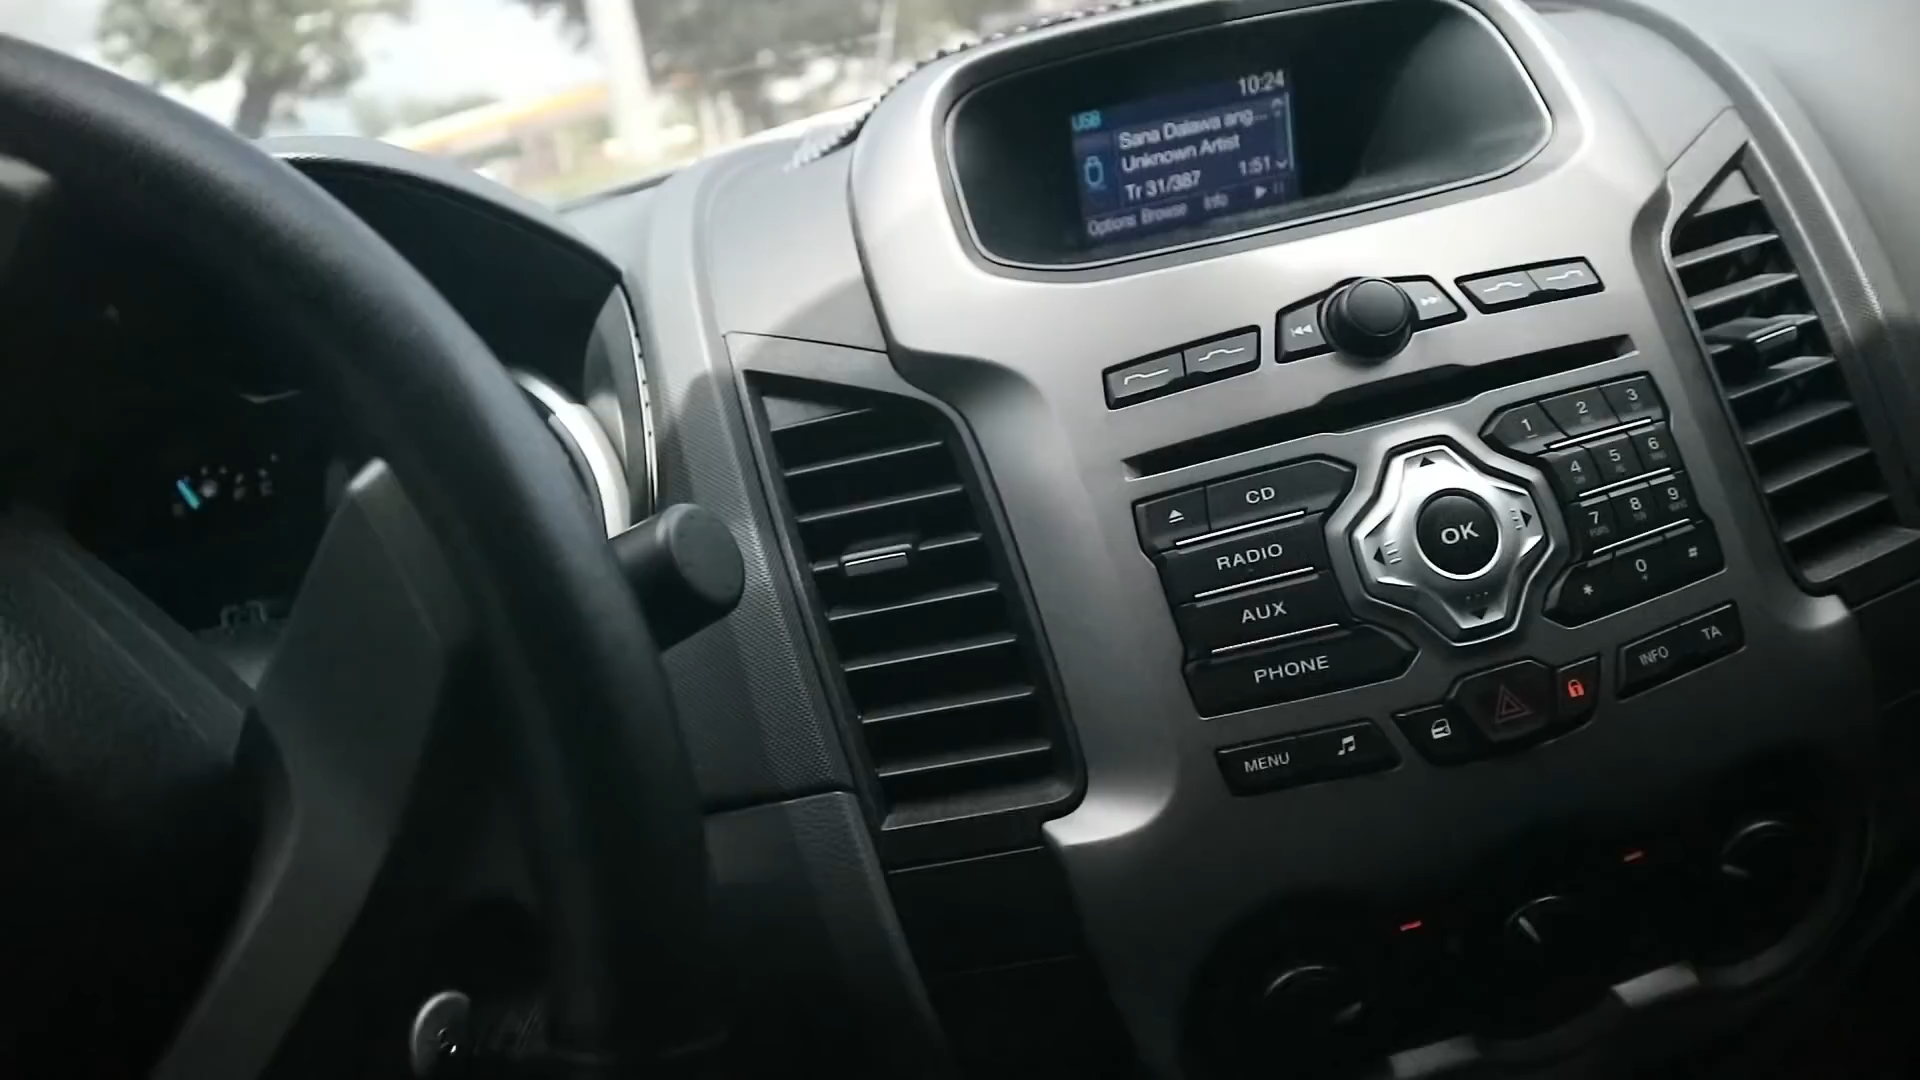 10:24
USB
Sana Dalawa ang...
Unknown Artist
1:51
Tr 31/387
Options Browse Info
CD
RADIO
AUX
PHONE
MENU
OK
1 2 3
4 5 6
7 8 9
* 0 #
INFO TA